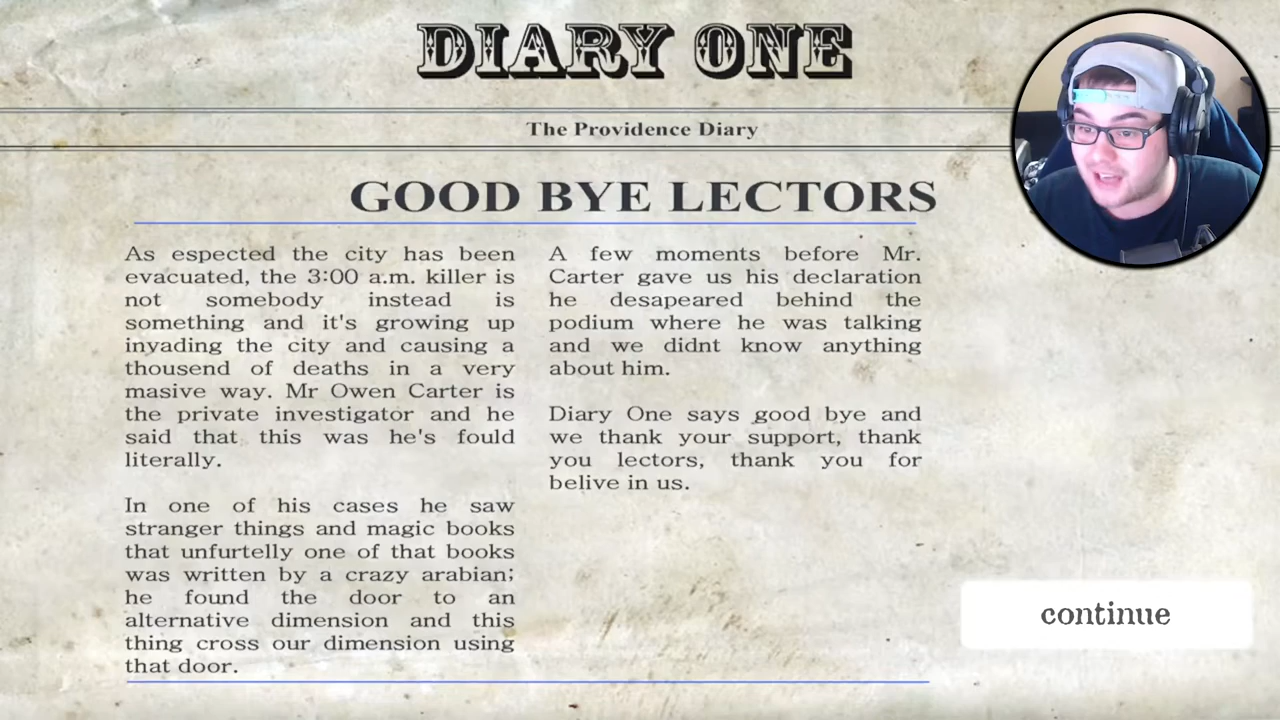 DIARY ONE
The Providence Diary
GOOD BYE LECTORS
As espected the city has been
evacuated, the 3:00 a.m. killer is
not somebody instead is
something and it's growing up
invading the city and causing a
thousend of deaths in a very
masive way. Mr Owen Carter is
the private investigator and he
said that this was he's fould
literally.
In one of his cases he saw
stranger things and magic books
that unfurtelly one of that books
was written by a crazy arabian;
he found the door to an
alternative dimension and this
thing cross our dimension using
that door.
A few moments before Mr.
Carter gave us his declaration
he desapeared behind the
podium where he was talking
and we didnt know anything
about him.
Diary One says good bye and
we thank your support, thank
you lectors, thank you for
belive in us.
continue